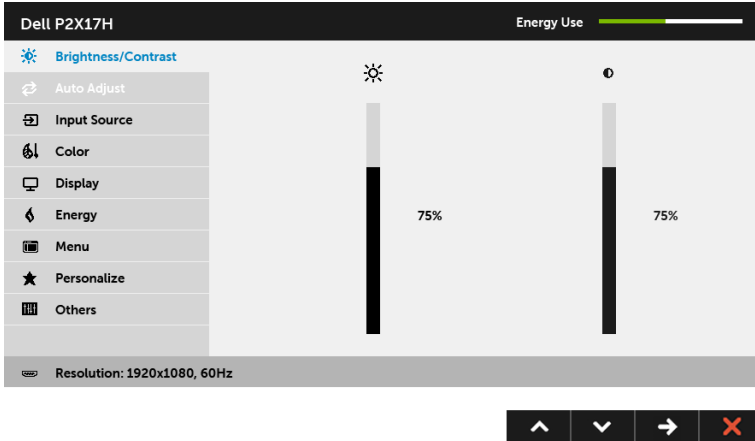 Dell P2X17H
Energy Use
Brightness/Contrast
Auto Adjust
Input Source
Color
Display
Energy
Menu
Personalize
Others
75%
75%
Resolution: 1920x1080, 60Hz